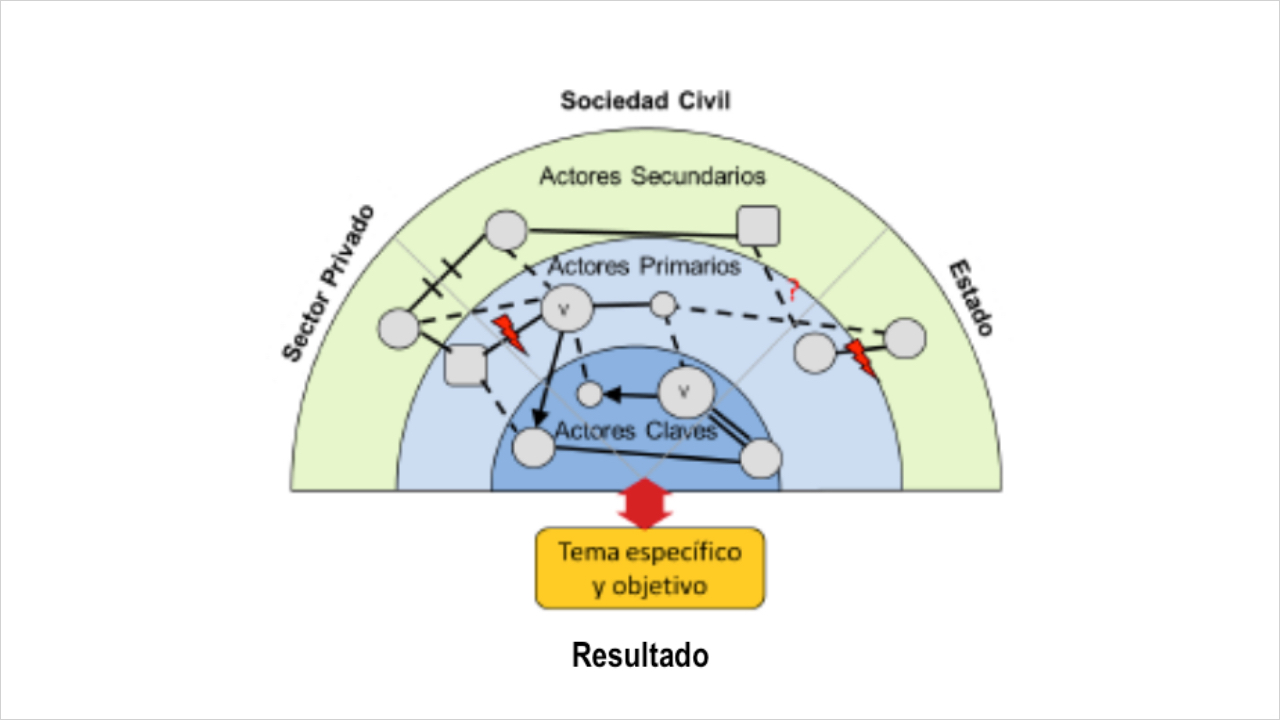 Sociedad Civil
Actores Secundarios
Sector Privado
Actores Primarios
Estado
?
v
v
Actores Claves
Tema específico
y objetivo
Resultado